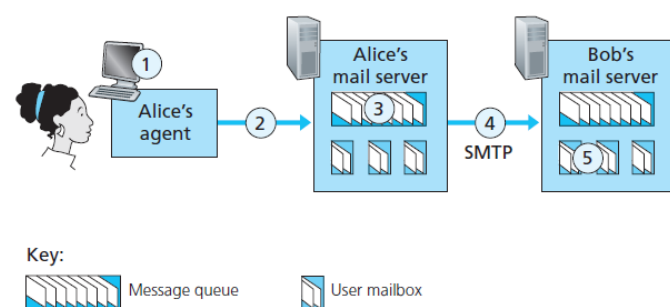 1
Alice's
agent
2
Alice's
mail server
3
4
SMTP
Bob's
mail server
5
Key:
Message queue
User mailbox